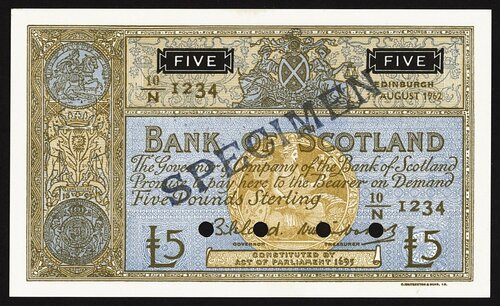 FIVE
FIVE
10/N 1234
EDINBURGH
AUGUST 1962
SPECIMEN
BANK OF SCOTLAND
The Governor & Company of the Bank of Scotland
Promise to pay here to the Bearer on Demand
Five Pounds Sterling
10/N 1234
GOVERNOR
TREASURER
£5
£5
CONSTITUTED BY
ACT OF PARLIAMENT 1695